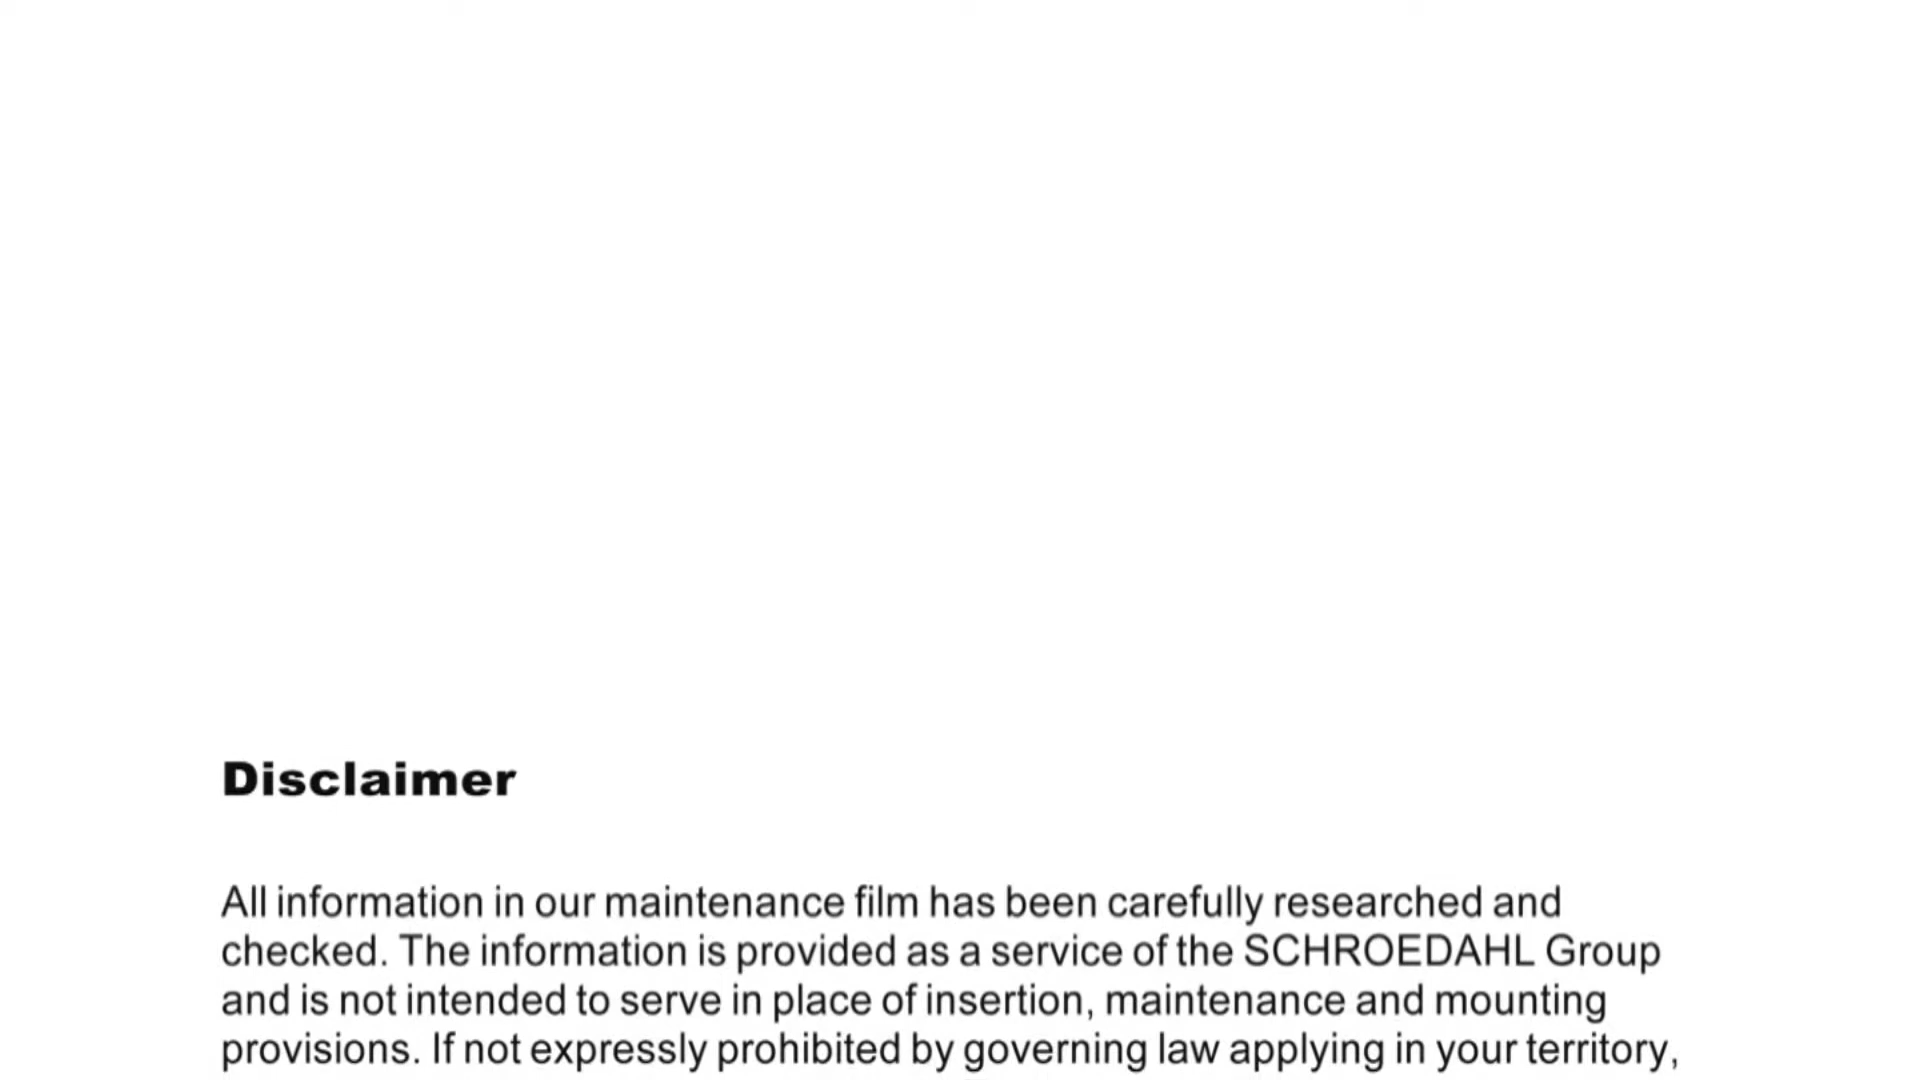 Disclaimer
All information in our maintenance film has been carefully researched and
checked. The information is provided as a service of the SCHROEDAHL Group
and is not intended to serve in place of insertion, maintenance and mounting
provisions. If not expressly prohibited by governing law applying in your territory,